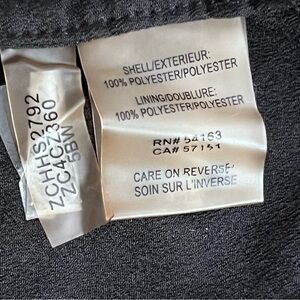 ZCHHS2792
ZC4CZ360
5BW
SHELL/EXTERIEUR:
100% POLYESTER/POLYESTER
LINING/DOUBLURE:
100% POLYESTER/POLYESTER
RN# 54163
CA# 57151
CARE ON REVERSE
SOIN SUR L'INVERSE